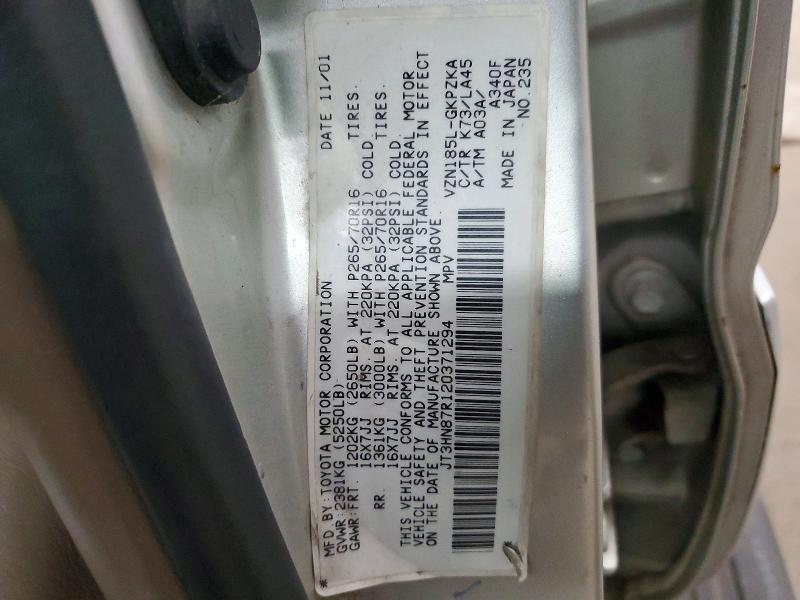 MFD BY:TOYOTA MOTOR CORPORATION DATE 11/01
GVWR:2381KG (5250LB)
GAWR:FRT. 1202KG (2650LB) WITH P265/70R16 TIRES.
16X7JJ RIMS. AT 220KPA (32PSI) COLD.
RR. 1361KG (3000LB) WITH P265/70R16 TIRES.
16X7JJ RIMS. AT 220KPA (32PSI) COLD.
THIS VEHICLE CONFORMS TO ALL APPLICABLE FEDERAL MOTOR
VEHICLE SAFETY AND THEFT PREVENTION STANDARDS IN EFFECT
ON THE DATE OF MANUFACTURE SHOWN ABOVE.
JT3HN87R120371294 MPV VZN185L-GKPZKA
C/TR K73/LA45
A/TM A03A/
A340F
MADE IN JAPAN
NO.235